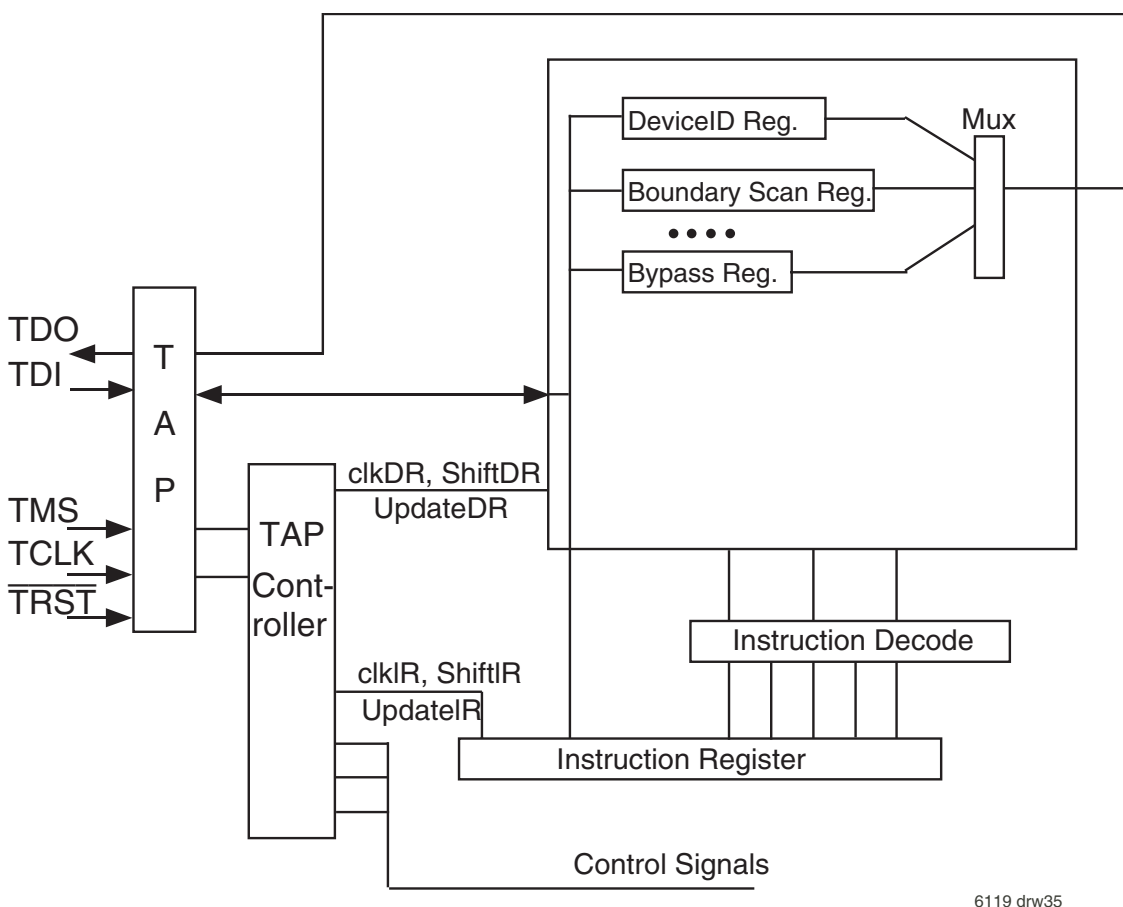 DeviceID Reg.
Mux
Boundary Scan Reg.
Bypass Reg.
TDO
TDI
T
A
P
TMS
TCLK
TRST
clkDR, ShiftDR
UpdateDR
TAP
Cont-
roller
Instruction Decode
clkIR, ShiftIR
UpdateIR
Instruction Register
Control Signals
6119 drw35